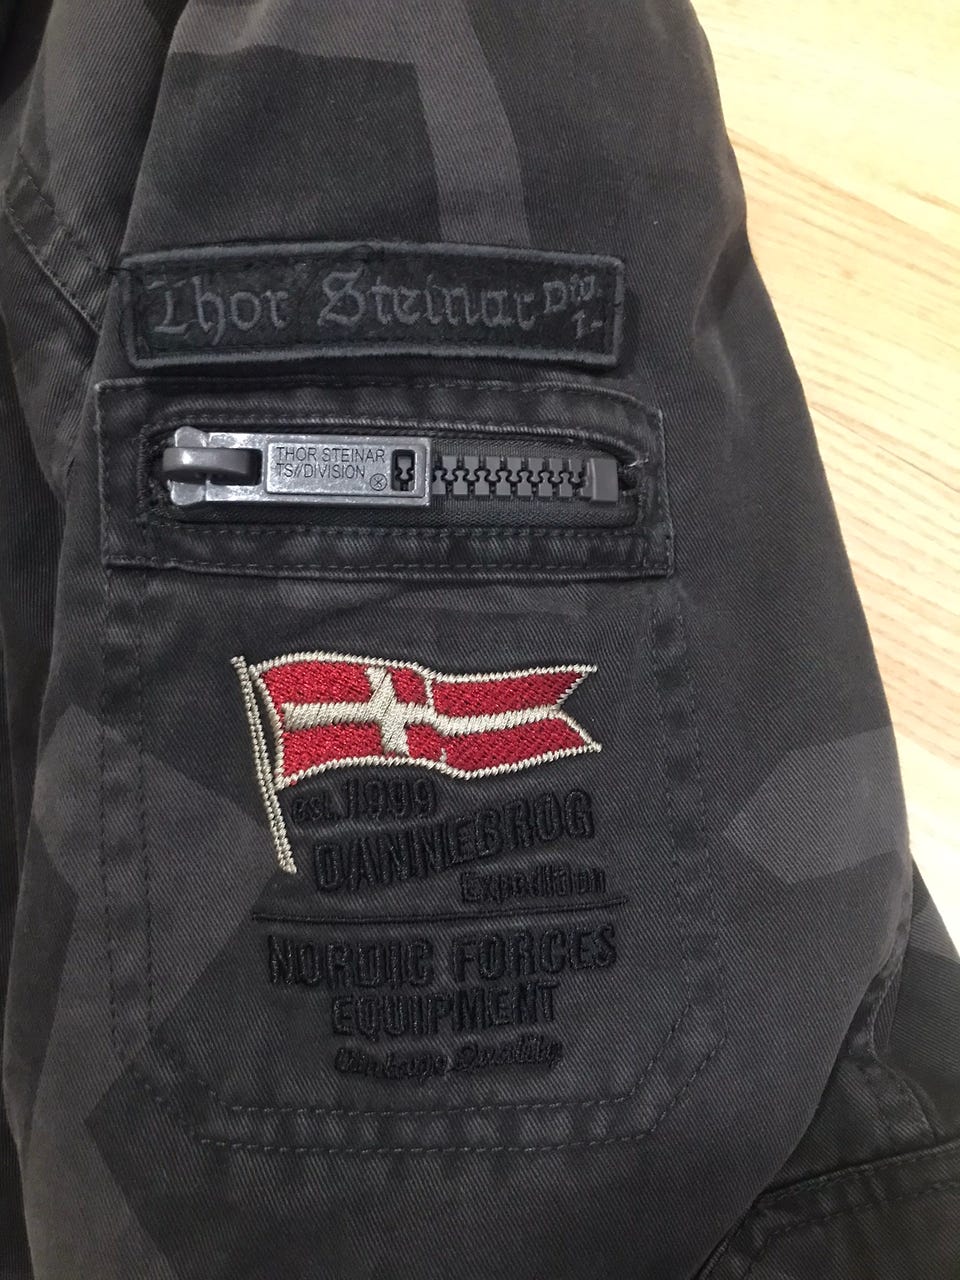 Thor Steinar Div. 1.
THOR STEINAR
TS//DIVISION
est. 1999
DANNEBROG
Expedition
NORDIC FORCES
EQUIPMENT
Vintage Quality